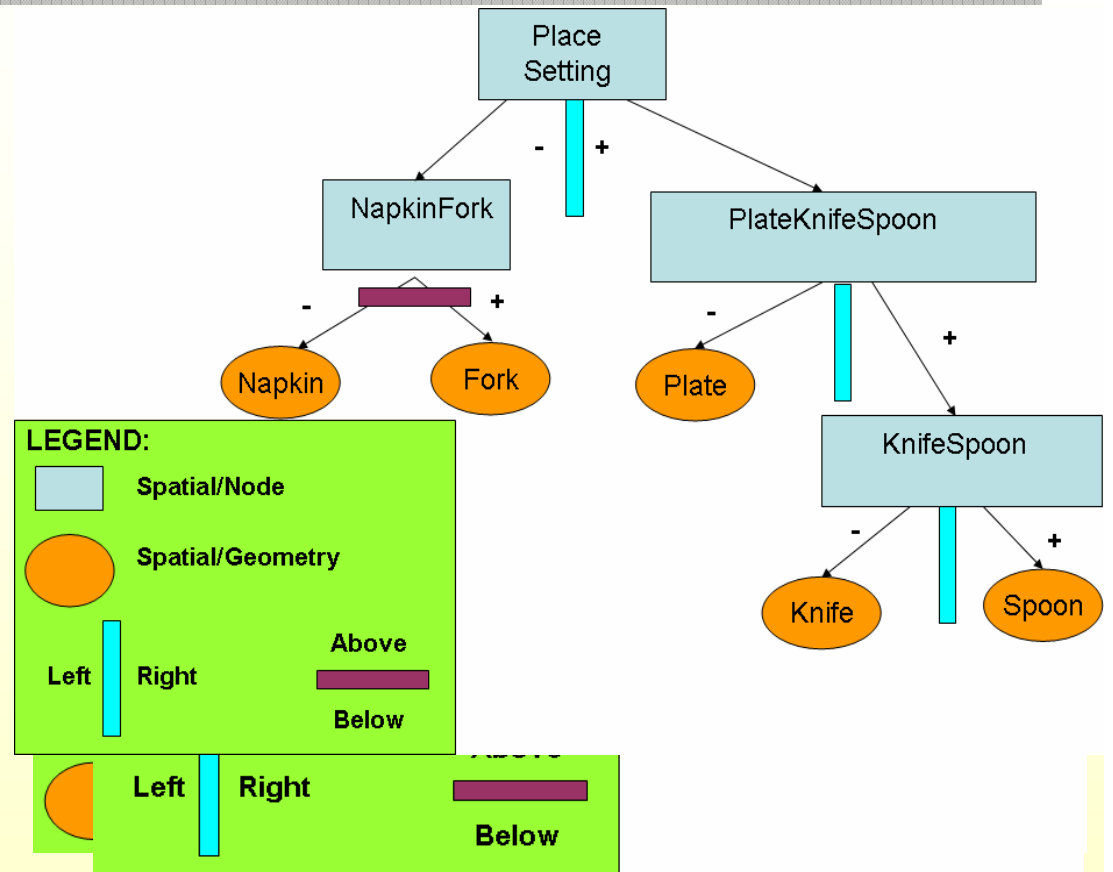 Place
Setting
- +
NapkinFork
PlateKnifeSpoon
- +
- +
Napkin
Fork
Plate
KnifeSpoon
- +
Knife
Spoon
LEGEND:
Spatial/Node
Spatial/Geometry
Above
Left Right
Below
Left Right
Below